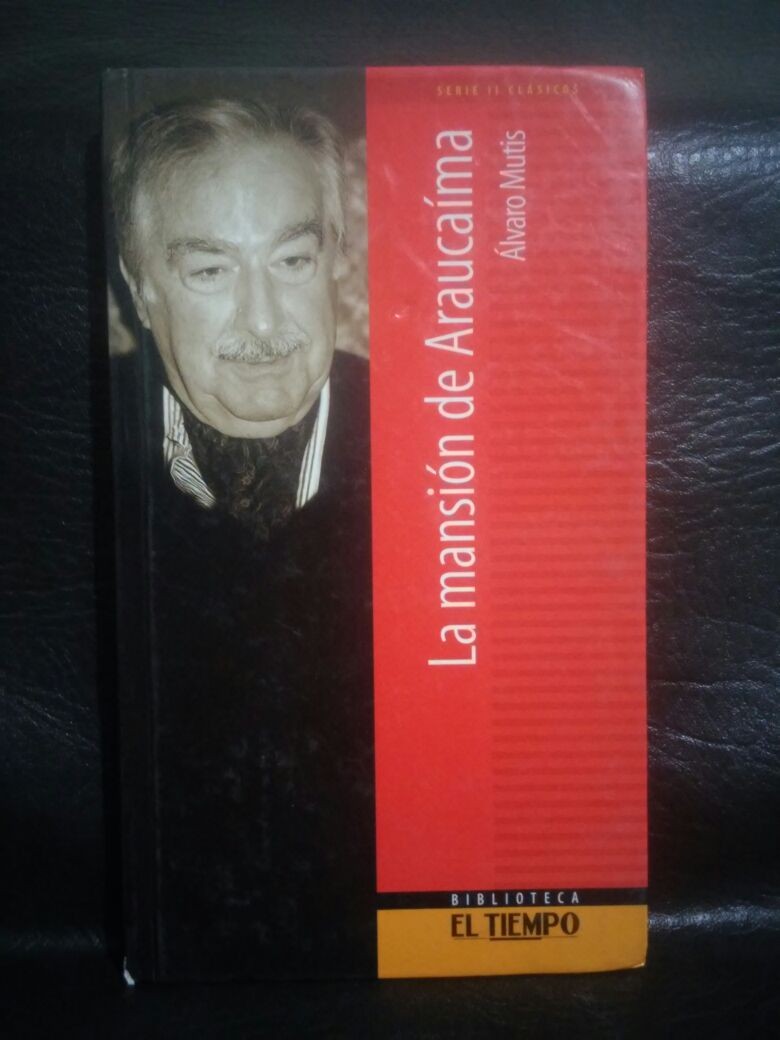 SERIE II CLÁSICOS
La mansión de Araucaíma
Álvaro Mutis
BIBLIOTECA
EL TIEMPO